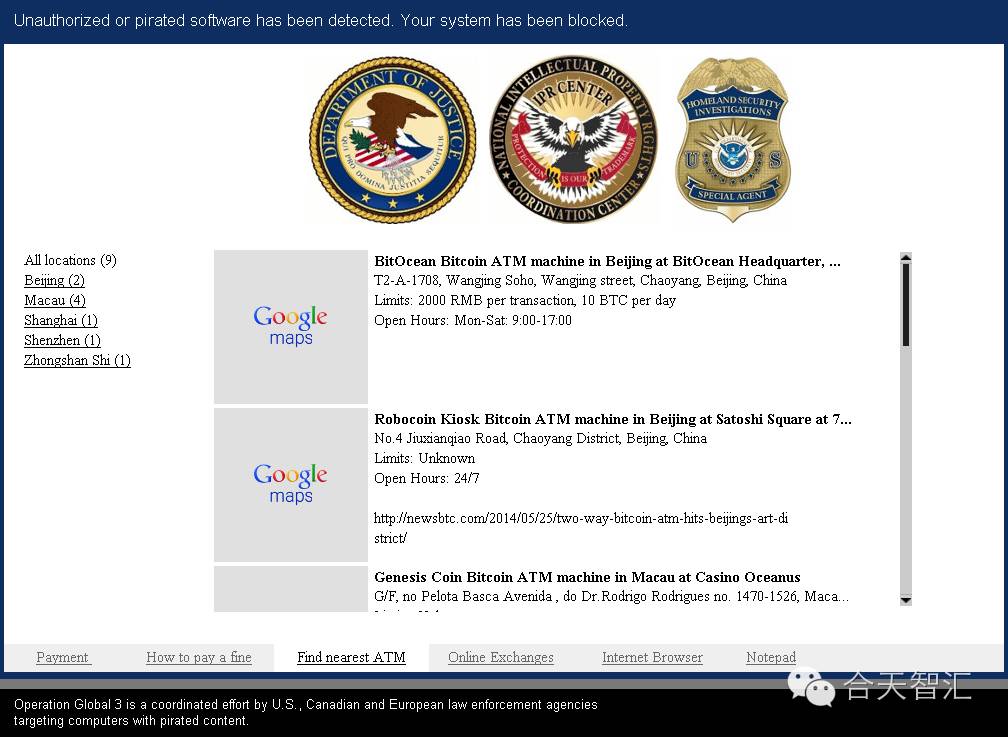 Unauthorized or pirated software has been detected. Your system has been blocked.
DEPARTMENT OF JUSTICE
QUI PRO DOMINA JUSTITIA SEQUITUR
NATIONAL INTELLECTUAL PROPERTY RIGHTS
IPR CENTER
PROTECTION IS OUR TRADEMARK
COORDINATION CENTER
HOMELAND SECURITY
INVESTIGATIONS
U S
SPECIAL AGENT
All locations (9)
Beijing (2)
Macau (4)
Shanghai (1)
Shenzhen (1)
Zhongshan Shi (1)
Google
maps
BitOcean Bitcoin ATM machine in Beijing at BitOcean Headquarter, ...
T2-A-1708, Wangjing Soho, Wangjing street, Chaoyang, Beijing, China
Limits: 2000 RMB per transaction, 10 BTC per day
Open Hours: Mon-Sat: 9:00-17:00
Google
maps
Robocoin Kiosk Bitcoin ATM machine in Beijing at Satoshi Square at 7...
No.4 Jiuxianqiao Road, Chaoyang District, Beijing, China
Limits: Unknown
Open Hours: 24/7
http://newsbtc.com/2014/05/25/two-way-bitcoin-atm-hits-beijings-art-di
strict/
Genesis Coin Bitcoin ATM machine in Macau at Casino Oceanus
G/F, no Pelota Basca Avenida , do Dr.Rodrigo Rodrigues no. 1470-1526, Maca...
Payment
How to pay a fine
Find nearest ATM
Online Exchanges
Internet Browser
Notepad
合天智汇
Operation Global 3 is a coordinated effort by U.S., Canadian and European law enforcement agencies
targeting computers with pirated content.